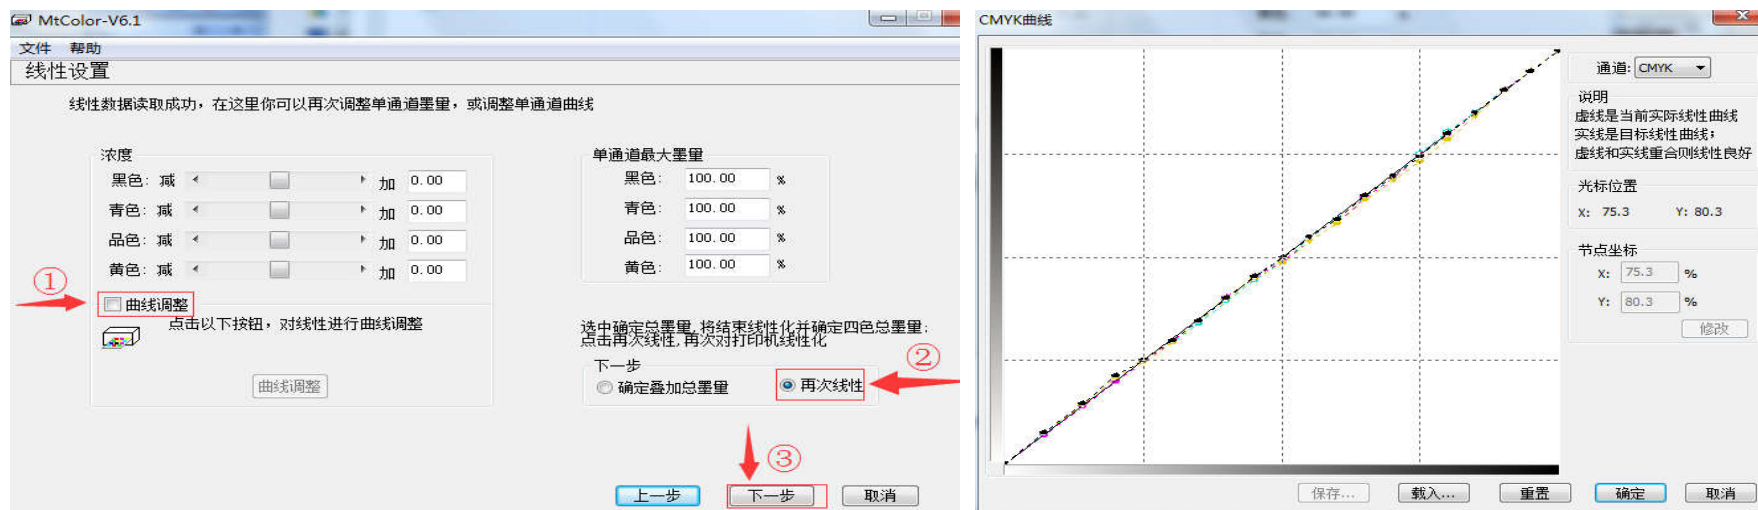 MtColor-V6.1
文件 帮助
线性设置
线性数据读取成功，在这里你可以再次调整单通道墨量，或调整单通道曲线
浓度
黑色: 减 加 0.00
青色: 减 加 0.00
品色: 减 加 0.00
黄色: 减 加 0.00
①
曲线调整
点击以下按钮，对线性进行曲线调整
曲线调整
单通道最大墨量
黑色: 100.00 %
青色: 100.00 %
品色: 100.00 %
黄色: 100.00 %
选中确定总墨量,将结束线性化并确定四色总墨量;
点击再次线性,再次对打印机线性化
②
下一步
确定叠加总墨量 再次线性
③
上一步 下一步 取消
CMYK曲线
通道: CMYK
说明
虚线是当前实际线性曲线
实线是目标线性曲线;
虚线和实线重合则线性良好
光标位置
X: 75.3 Y: 80.3
节点坐标
X: 75.3 %
Y: 80.3 %
修改
保存... 载入... 重置 确定 取消